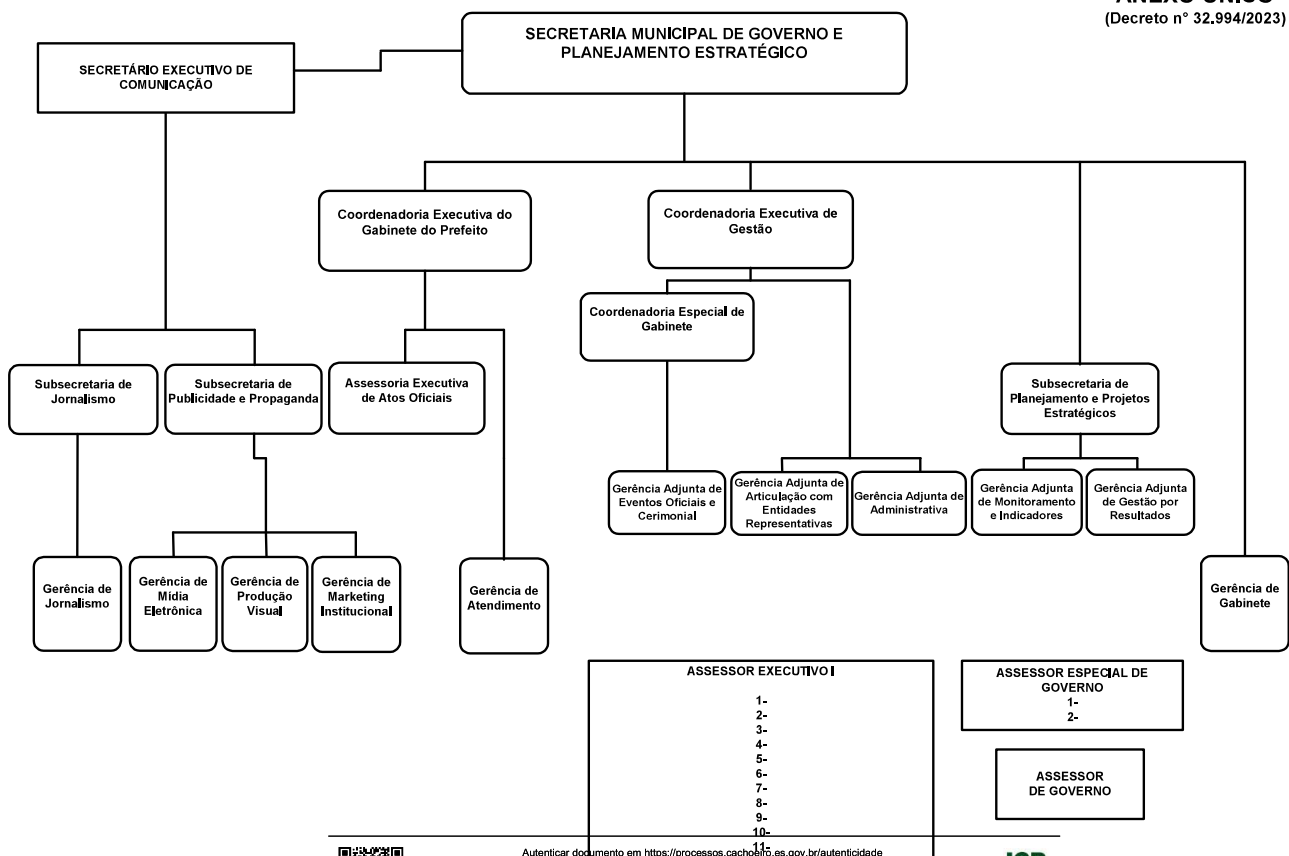 ANEXO ÚNICO
(Decreto n° 32.994/2023)
SECRETARIA MUNICIPAL DE GOVERNO E
PLANEJAMENTO ESTRATÉGICO
SECRETÁRIO EXECUTIVO DE
COMUNICAÇÃO
Coordenadoria Executiva do
Gabinete do Prefeito
Coordenadoria Executiva de
Gestão
Coordenadoria Especial de
Gabinete
Subsecretaria de
Jornalismo
Subsecretaria de
Publicidade e Propaganda
Assessoria Executiva
de Atos Oficiais
Subsecretaria de
Planejamento e Projetos
Estratégicos
Gerência Adjunta de
Eventos Oficiais e
Cerimonial
Gerência Adjunta de
Articulação com
Entidades
Representativas
Gerência Adjunta de
Administrativa
Gerência Adjunta
de Monitoramento
e Indicadores
Gerência Adjunta
de Gestão por
Resultados
Gerência de
Jornalismo
Gerência de
Mídia
Eletrônica
Gerência de
Produção
Visual
Gerência de
Marketing
Institucional
Gerência de
Atendimento
Gerência de
Gabinete
ASSESSOR EXECUTIVO I
1-
2-
3-
4-
5-
6-
7-
8-
9-
10-
11-
ASSESSOR ESPECIAL DE
GOVERNO
1-
2-
ASSESSOR
DE GOVERNO
Autenticar documento em https://processos.cachoeiro.es.gov.br/autenticidade